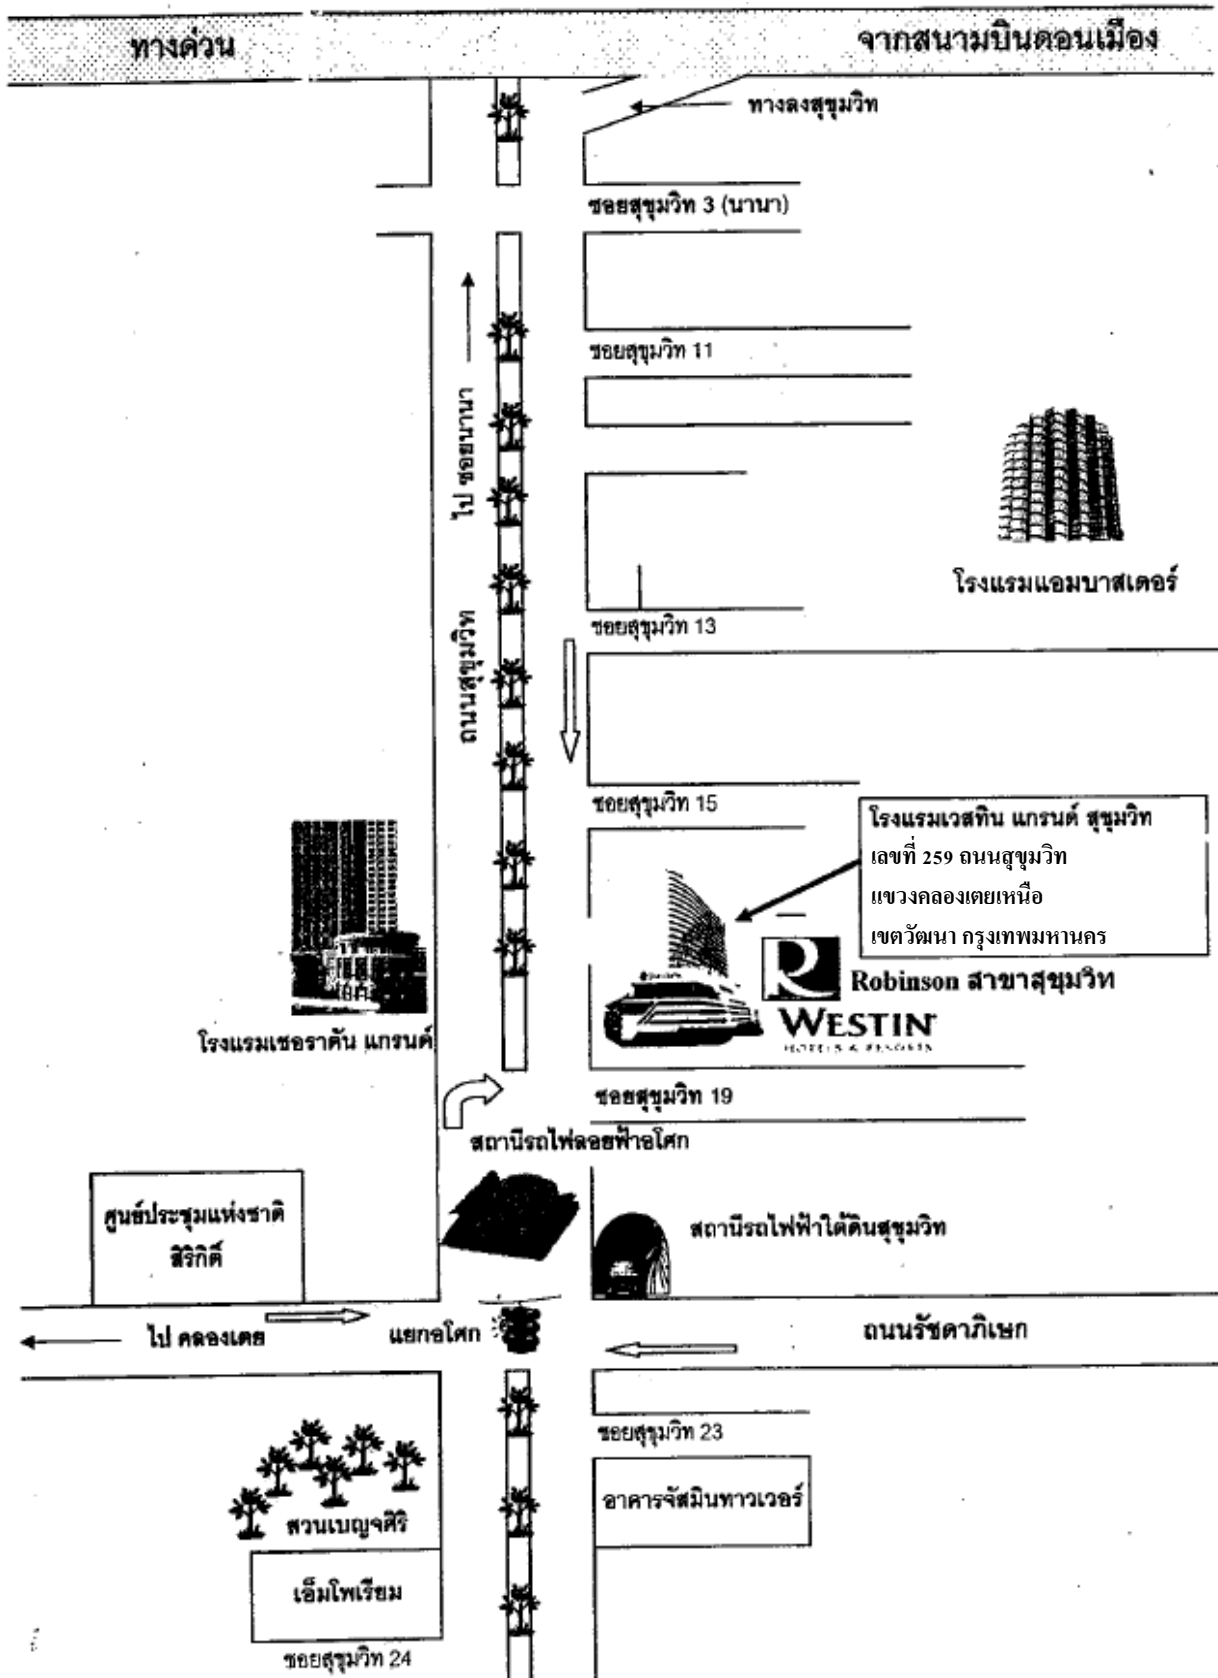 ทางด่วน
จากสนามบินดอนเมือง
ทางลงสุขุมวิท
ซอยสุขุมวิท 3 (นานา)
ซอยสุขุมวิท 11
ไป ซอยนานา
ถนนสุขุมวิท
โรงแรมแอมบาสเดอร์
ซอยสุขุมวิท 13
ซอยสุขุมวิท 15
โรงแรมเวสทิน แกรนด์ สุขุมวิท
เลขที่ 259 ถนนสุขุมวิท
แขวงคลองเตยเหนือ
เขตวัฒนา กรุงเทพมหานคร
R
Robinson สาขาสุขุมวิท
WESTIN
HOTELS & RESORTS
โรงแรมเชอราตัน แกรนด์
ซอยสุขุมวิท 19
สถานีรถไฟลอยฟ้าอโศก
ศูนย์ประชุมแห่งชาติ
สิริกิติ์
สถานีรถไฟฟ้าใต้ดินสุขุมวิท
ไป คลองเตย
แยกอโศก
ถนนรัชดาภิเษก
ซอยสุขุมวิท 23
อาคารจัสมินทาวเวอร์
สวนเบญจศิริ
เอ็มโพเรียม
ซอยสุขุมวิท 24